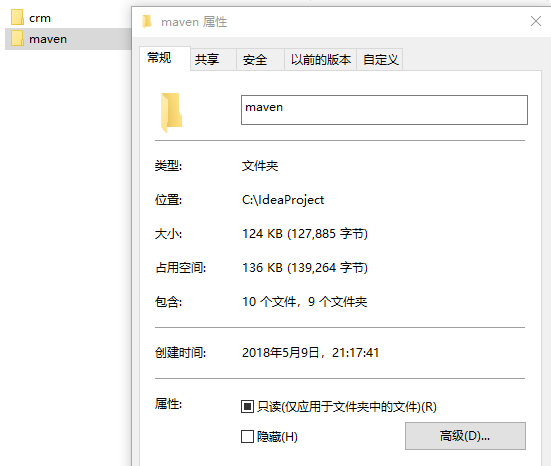 crm
maven
maven 属性
常规 共享 安全 以前的版本 自定义
maven
类型: 文件夹
位置: C:\IdeaProject
大小: 124 KB (127,885 字节)
占用空间: 136 KB (139,264 字节)
包含: 10 个文件，9 个文件夹
创建时间: 2018年5月9日，21:17:41
属性: 只读(仅应用于文件夹中的文件)(R)
隐藏(H) 高级(D)...